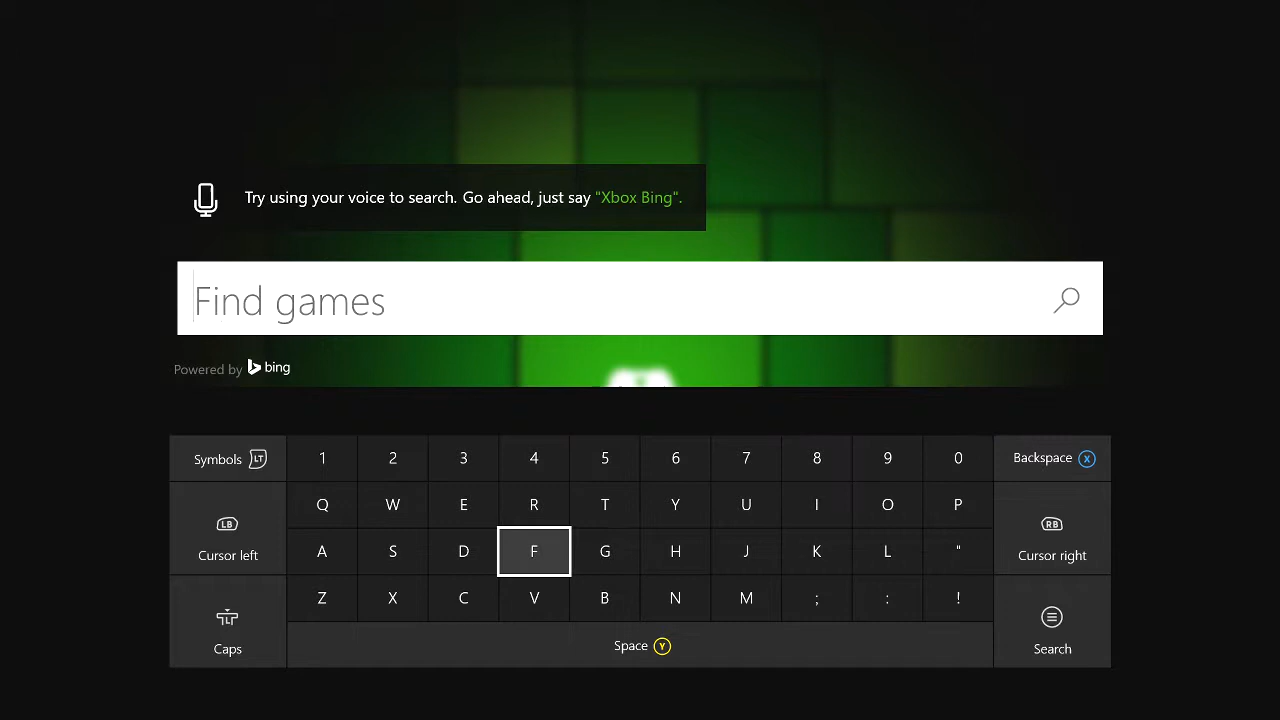 Try using your voice to search. Go ahead, just say "Xbox Bing".
Find games
Powered by bing
Symbols LT 1 2 3 4 5 6 7 8 9 0 Backspace X
Q W E R T Y U I O P
LB RB
Cursor left A S D F G H J K L " Cursor right
Z X C V B N M ; : !
LT
Caps Space Y Search